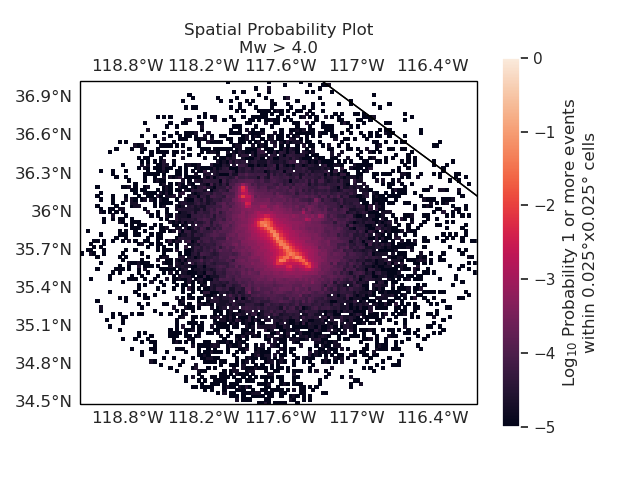 Spatial Probability Plot
Mw > 4.0
118.8°W 118.2°W 117.6°W 117°W 116.4°W
36.9°N
36.6°N
36.3°N
36°N
35.7°N
35.4°N
35.1°N
34.8°N
34.5°N
118.8°W 118.2°W 117.6°W 117°W 116.4°W
0
−1
−2
−3
−4
−5
Log₁₀ Probability 1 or more events
within 0.025°x0.025° cells